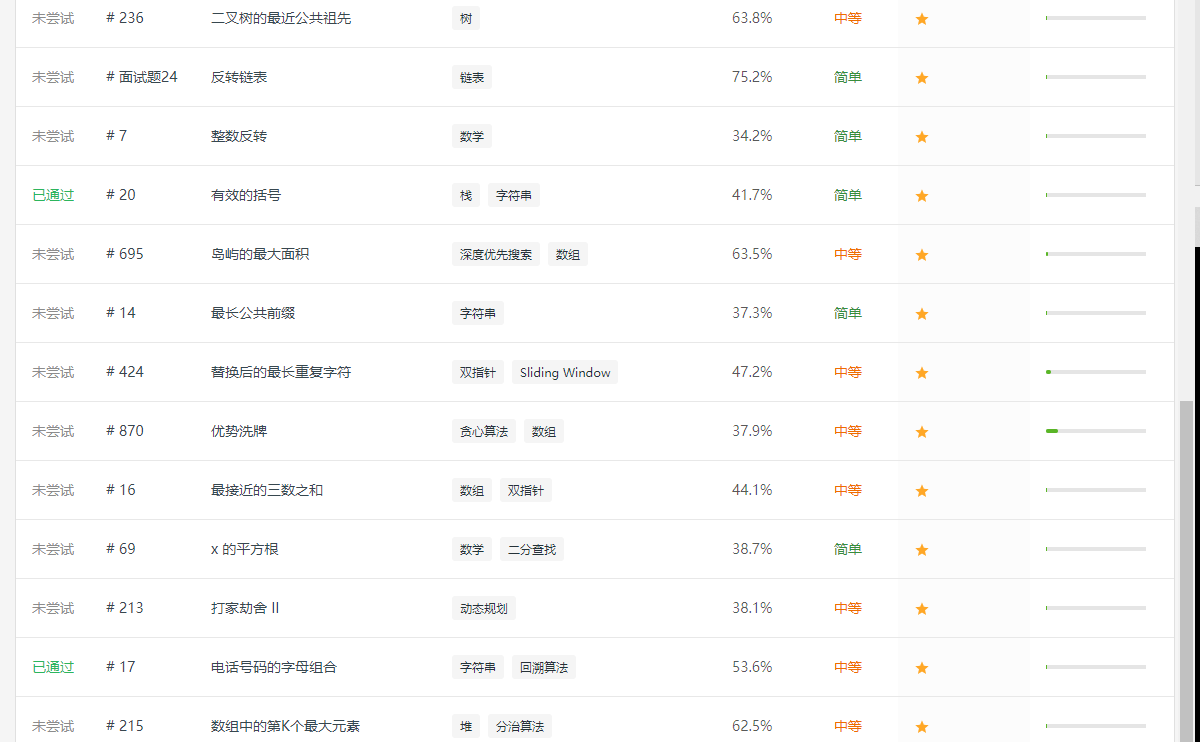 未尝试 # 236 二叉树的最近公共祖先 树 63.8% 中等
未尝试 # 面试题24 反转链表 链表 75.2% 简单
未尝试 # 7 整数反转 数学 34.2% 简单
已通过 # 20 有效的括号 栈 字符串 41.7% 简单
未尝试 # 695 岛屿的最大面积 深度优先搜索 数组 63.5% 中等
未尝试 # 14 最长公共前缀 字符串 37.3% 简单
未尝试 # 424 替换后的最长重复字符 双指针 Sliding Window 47.2% 中等
未尝试 # 870 优势洗牌 贪心算法 数组 37.9% 中等
未尝试 # 16 最接近的三数之和 数组 双指针 44.1% 中等
未尝试 # 69 x 的平方根 数学 二分查找 38.7% 简单
未尝试 # 213 打家劫舍 II 动态规划 38.1% 中等
已通过 # 17 电话号码的字母组合 字符串 回溯算法 53.6% 中等
未尝试 # 215 数组中的第K个最大元素 堆 分治算法 62.5% 中等